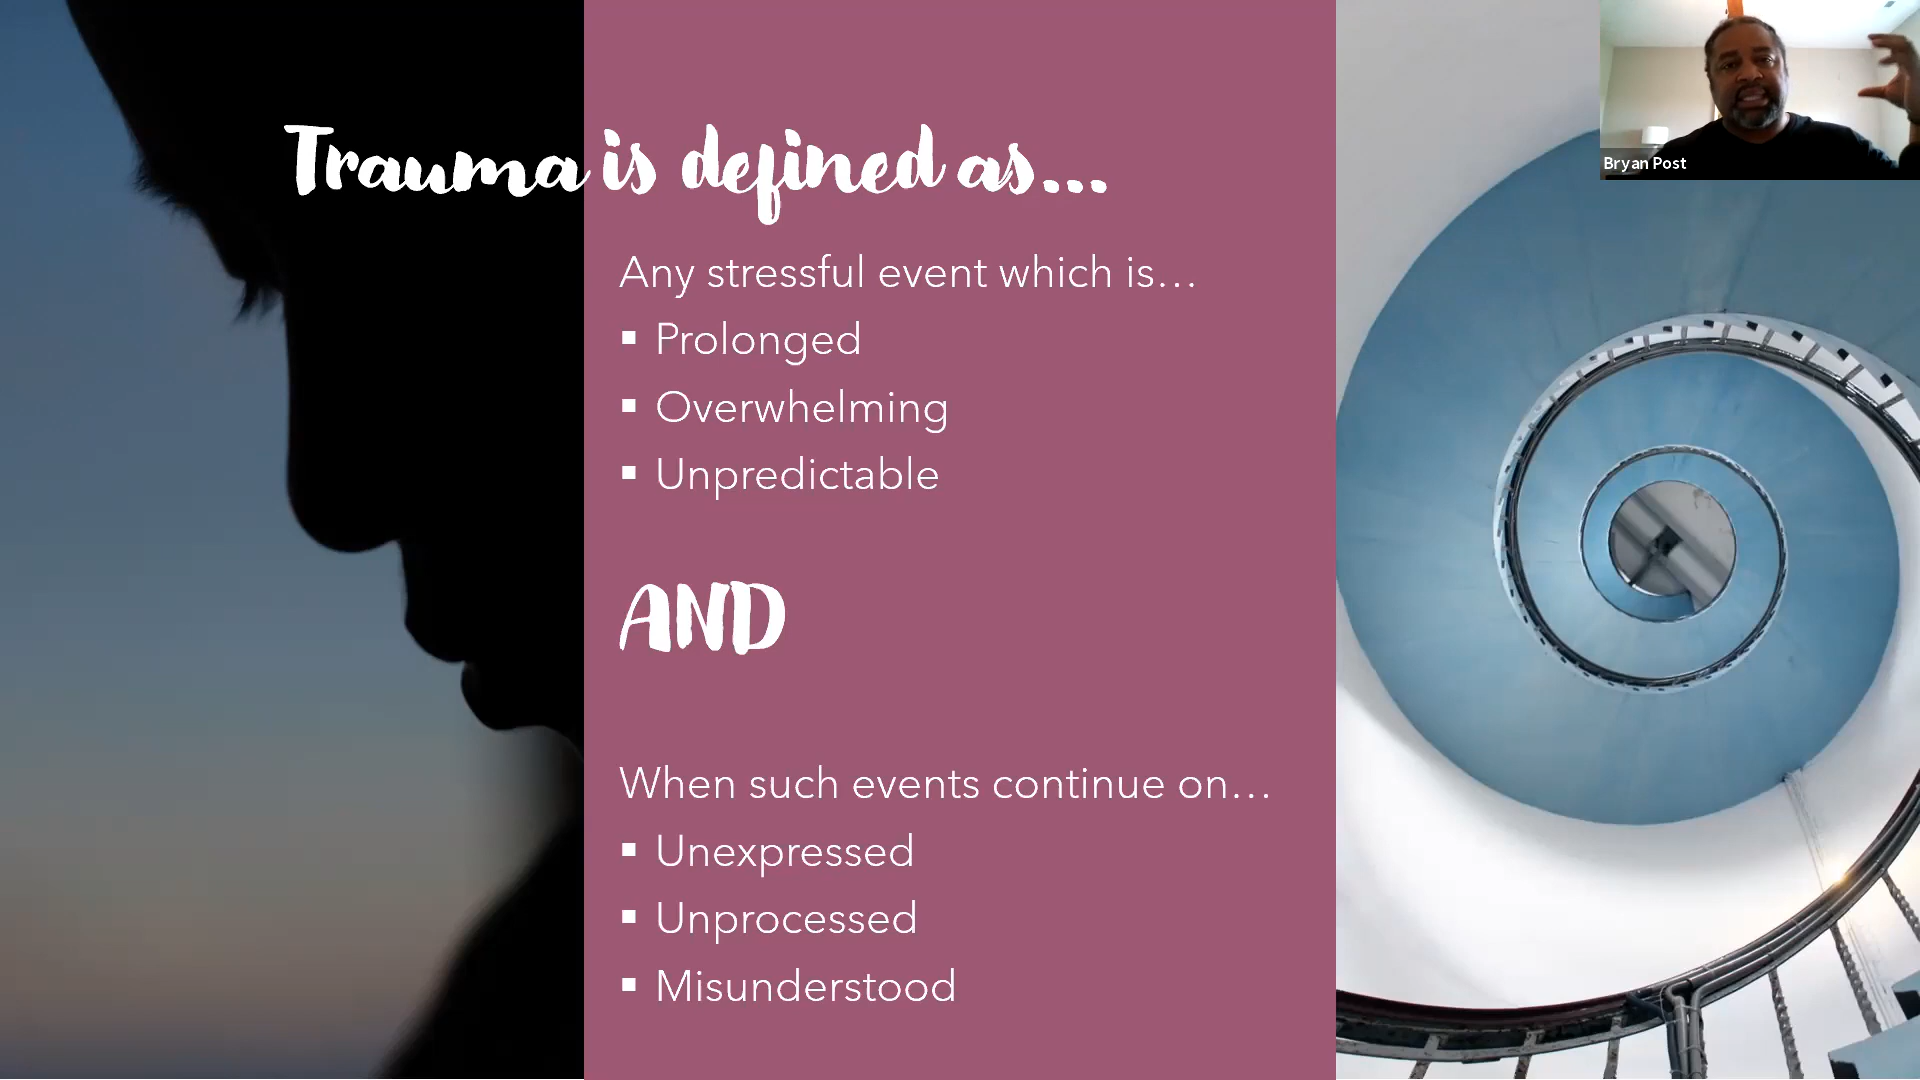 Trauma is defined as...
Any stressful event which is...
▪ Prolonged
▪ Overwhelming
▪ Unpredictable
AND
When such events continue on...
▪ Unexpressed
▪ Unprocessed
▪ Misunderstood
Bryan Post